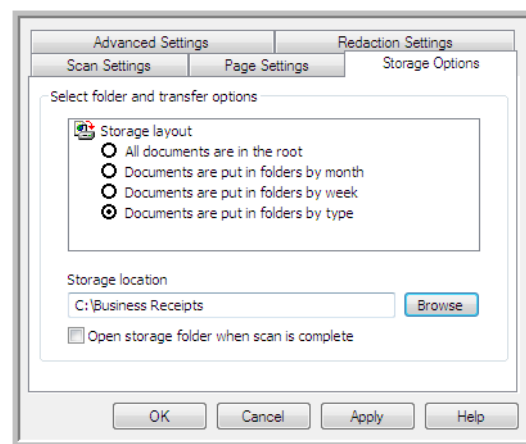 Advanced Settings Redaction Settings
Scan Settings Page Settings Storage Options
Select folder and transfer options
Storage layout
All documents are in the root
Documents are put in folders by month
Documents are put in folders by week
Documents are put in folders by type
Storage location
C:\Business Receipts Browse
Open storage folder when scan is complete
OK Cancel Apply Help